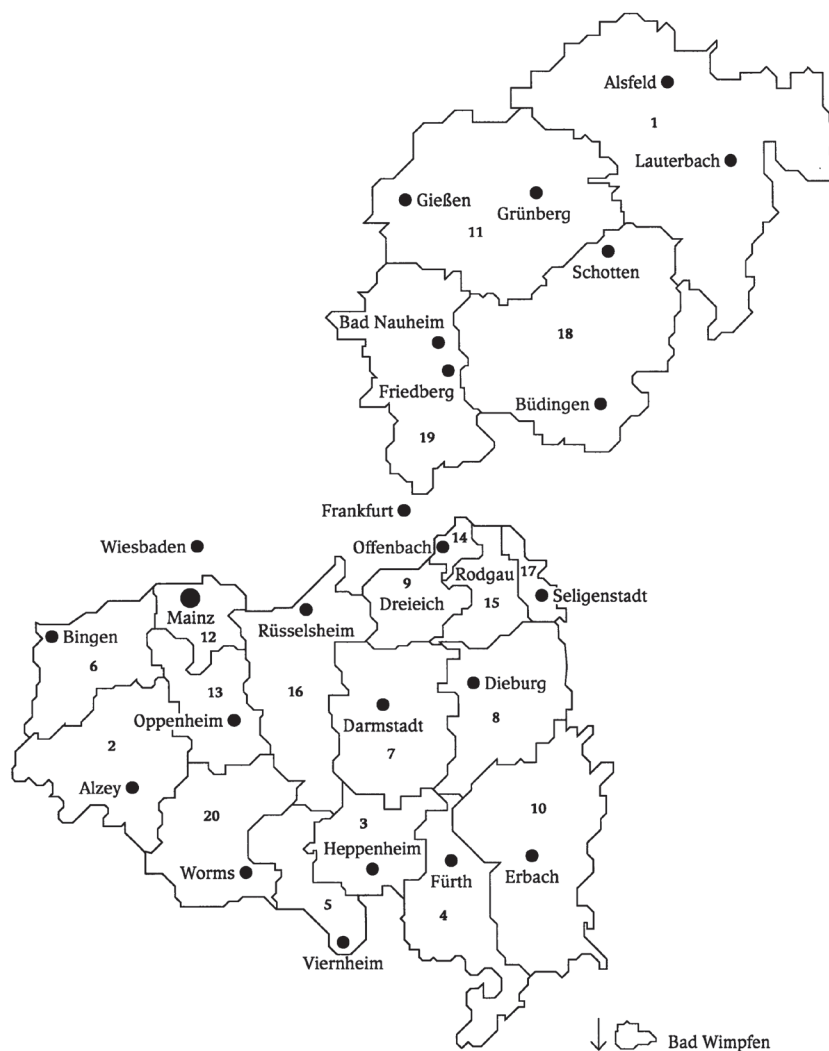 Alsfeld
1
Lauterbach
Gießen
Grünberg
11
Schotten
Bad Nauheim
18
Friedberg
Büdingen
19
Frankfurt
Wiesbaden
Offenbach
14
9
Rodgau
17
Dreieich
Seligenstadt
15
Mainz
12
Rüsselsheim
Bingen
6
13
16
Dieburg
Oppenheim
Darmstadt
8
2
7
Alzey
10
20
3
Heppenheim
Worms
Fürth
Erbach
5
4
Viernheim
Bad Wimpfen